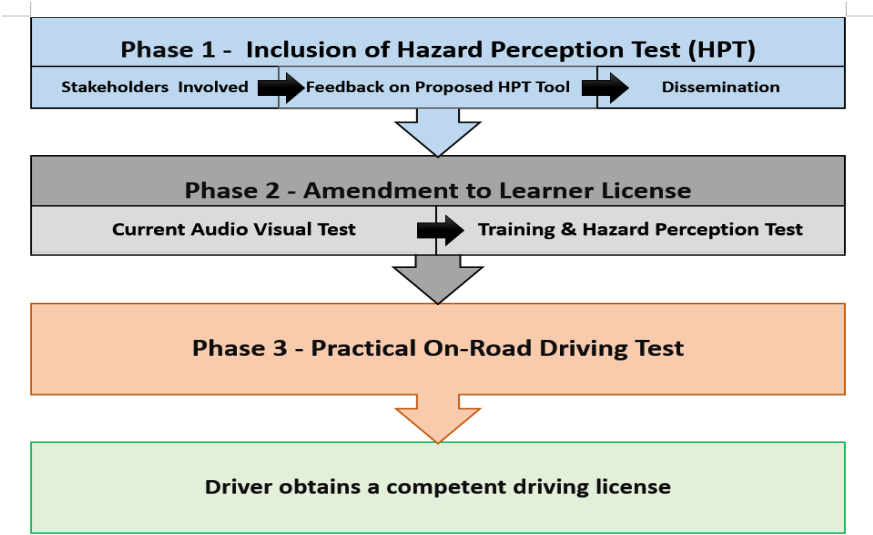 Phase 1 - Inclusion of Hazard Perception Test (HPT)
Stakeholders Involved
Feedback on Proposed HPT Tool
Dissemination
Phase 2 - Amendment to Learner License
Current Audio Visual Test
Training & Hazard Perception Test
Phase 3 - Practical On-Road Driving Test
Driver obtains a competent driving license